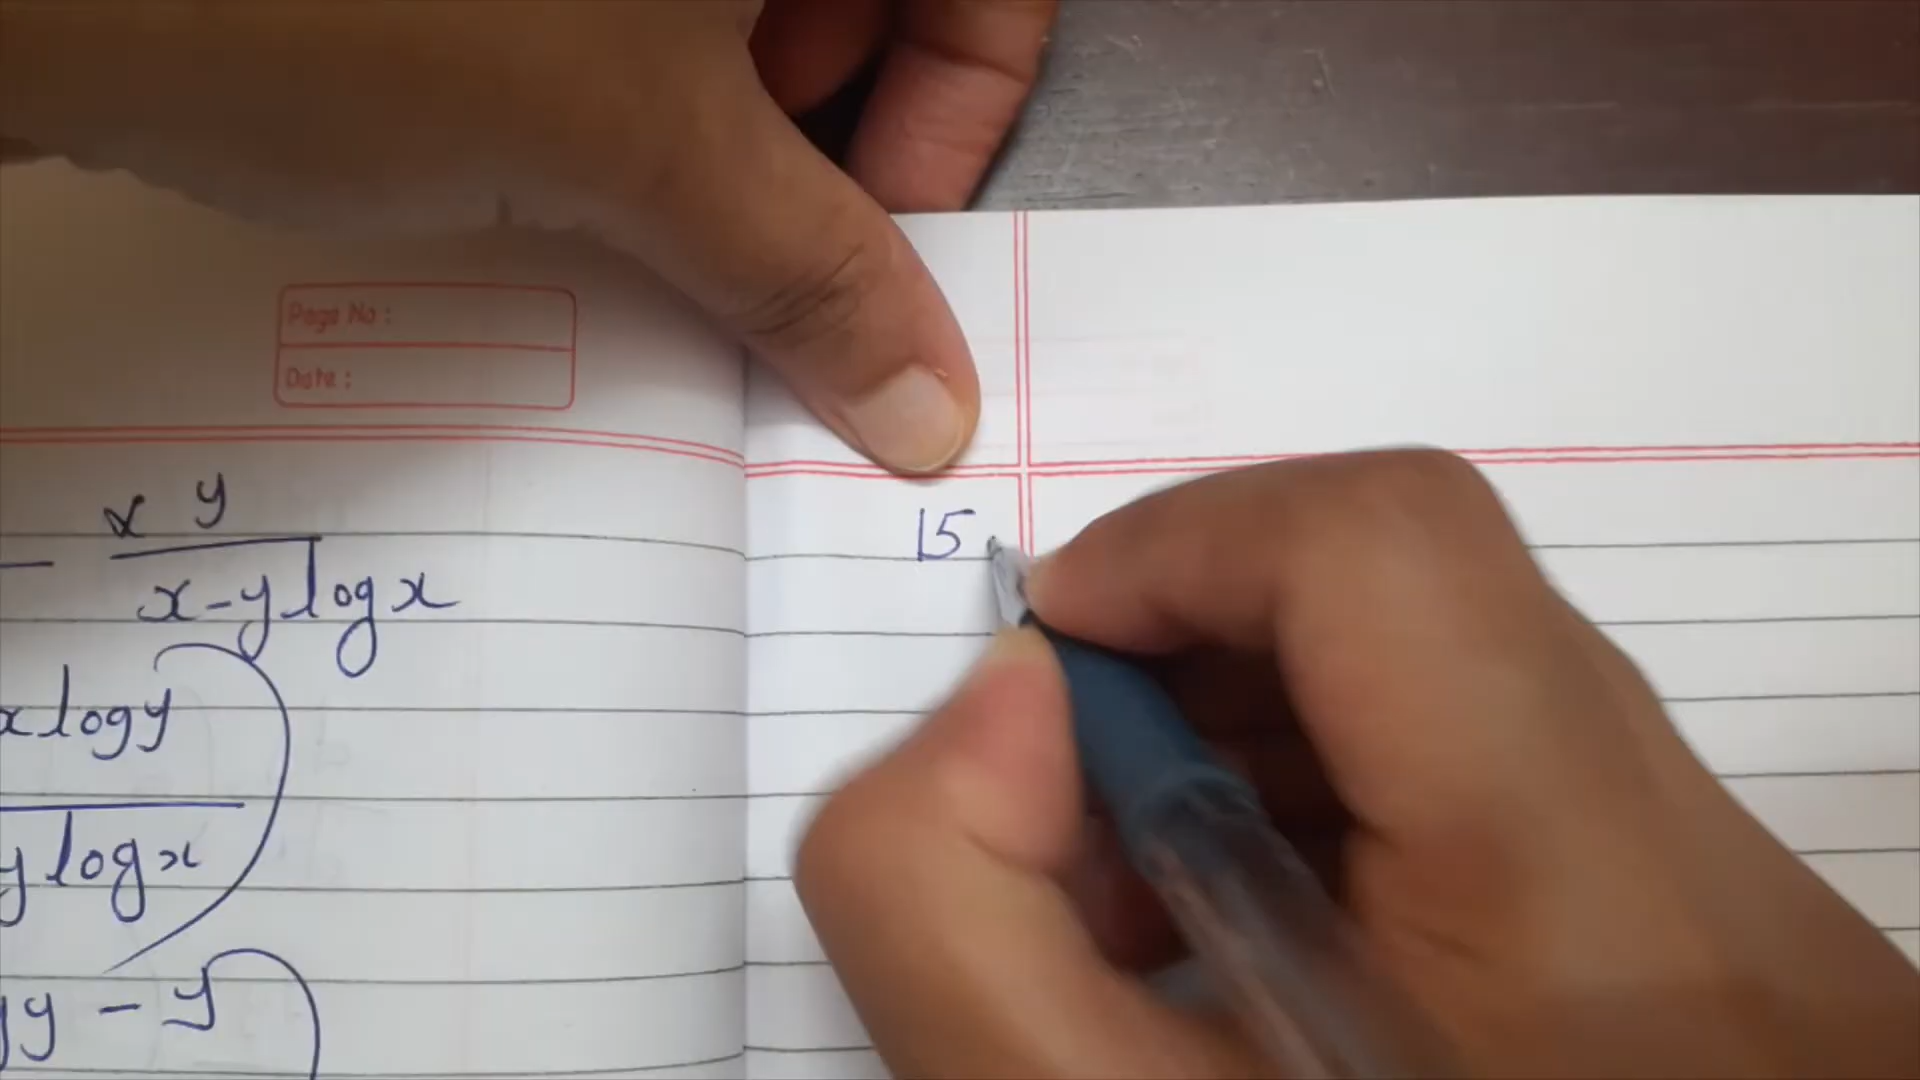 Page No :
Date :
x y
x-y log x
x log y
y log x
y - y
15